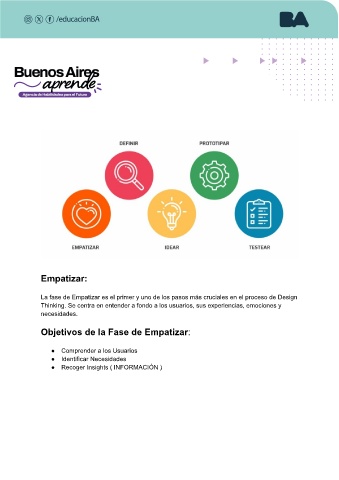 /educacionBA
BA
Buenos Aires
aprende
Agencia de Habilidades para el Futuro
DEFINIR
PROTOTIPAR
EMPATIZAR
IDEAR
TESTEAR
Empatizar:
La fase de Empatizar es el primer y uno de los pasos más cruciales en el proceso de Design
Thinking. Se centra en entender a fondo a los usuarios, sus experiencias, emociones y
necesidades.
Objetivos de la Fase de Empatizar:
● Comprender a los Usuarios
● Identificar Necesidades
● Recoger Insights ( INFORMACIÓN )